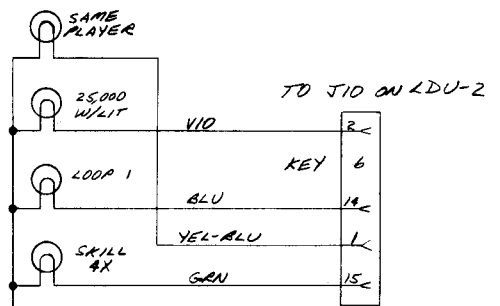 SAME
PLAYER
25,000
W/LIT
TO J10 ON LDU-2
VIO
2
KEY 6
LOOP 1
BLU
14
YEL-BLU
1
SKILL
4X
GRN
15